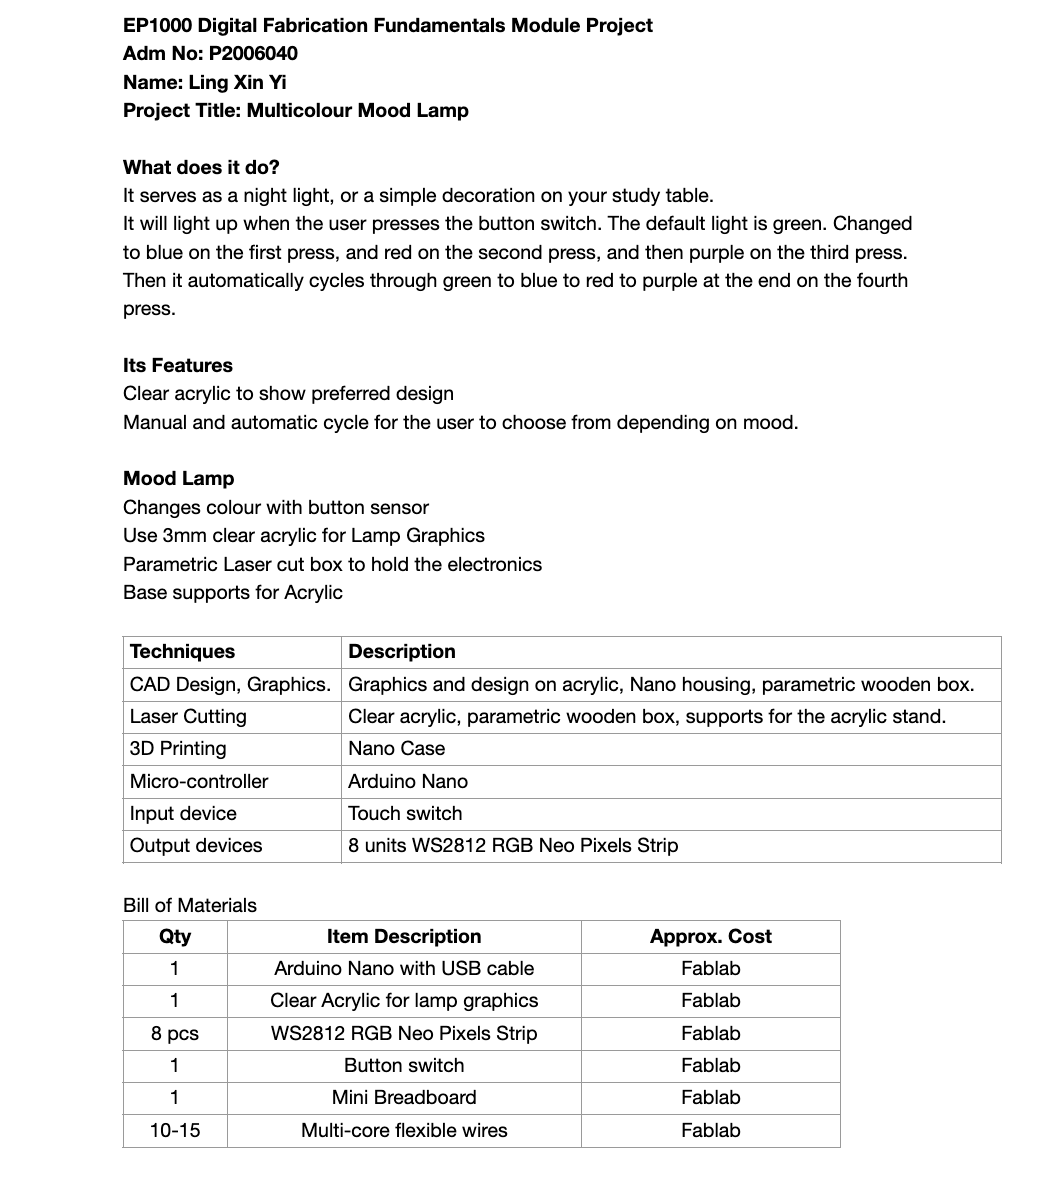 EP1000 Digital Fabrication Fundamentals Module Project
Adm No: P2006040
Name: Ling Xin Yi
Project Title: Multicolour Mood Lamp
What does it do?
It serves as a night light, or a simple decoration on your study table.
It will light up when the user presses the button switch. The default light is green. Changed
to blue on the first press, and red on the second press, and then purple on the third press.
Then it automatically cycles through green to blue to red to purple at the end on the fourth
press.
Its Features
Clear acrylic to show preferred design
Manual and automatic cycle for the user to choose from depending on mood.
Mood Lamp
Changes colour with button sensor
Use 3mm clear acrylic for Lamp Graphics
Parametric Laser cut box to hold the electronics
Base supports for Acrylic
Techniques Description
CAD Design, Graphics. Graphics and design on acrylic, Nano housing, parametric wooden box.
Laser Cutting Clear acrylic, parametric wooden box, supports for the acrylic stand.
3D Printing Nano Case
Micro-controller Arduino Nano
Input device Touch switch
Output devices 8 units WS2812 RGB Neo Pixels Strip
Bill of Materials
Qty Item Description Approx. Cost
1 Arduino Nano with USB cable Fablab
1 Clear Acrylic for lamp graphics Fablab
8 pcs WS2812 RGB Neo Pixels Strip Fablab
1 Button switch Fablab
1 Mini Breadboard Fablab
10-15 Multi-core flexible wires Fablab